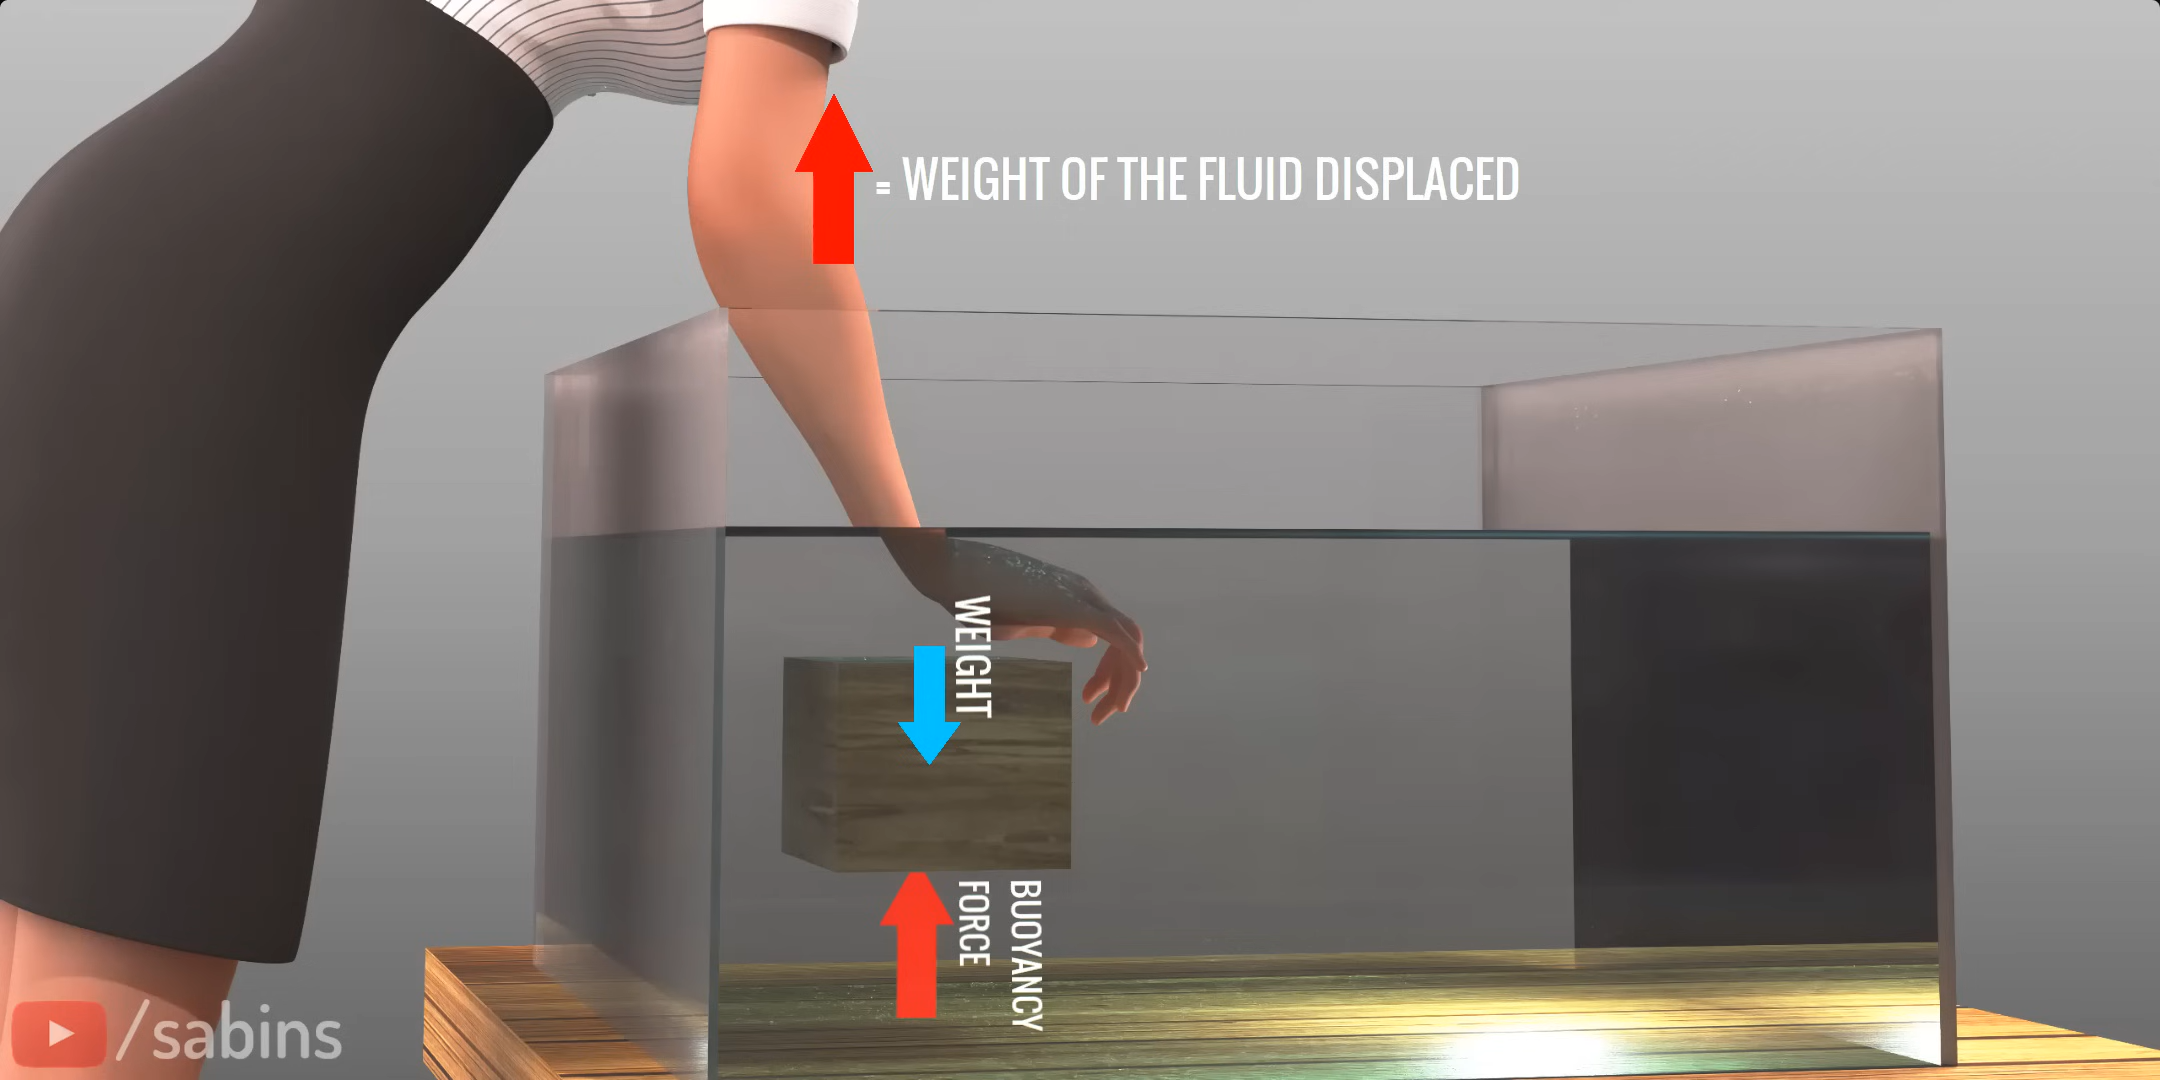 = WEIGHT OF THE FLUID DISPLACED
WEIGHT
BUOYANCY
FORCE
/sabins